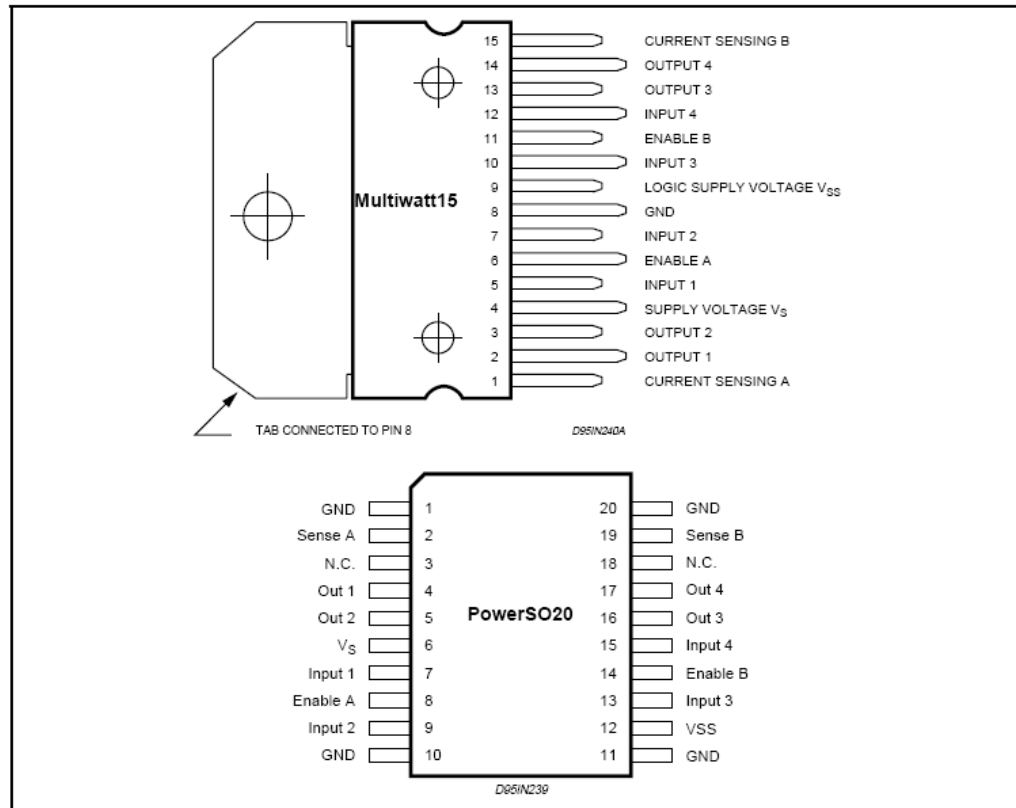 15 CURRENT SENSING B
14 OUTPUT 4
13 OUTPUT 3
12 INPUT 4
11 ENABLE B
10 INPUT 3
9 LOGIC SUPPLY VOLTAGE VSS
Multiwatt15
8 GND
7 INPUT 2
6 ENABLE A
5 INPUT 1
4 SUPPLY VOLTAGE VS
3 OUTPUT 2
2 OUTPUT 1
1 CURRENT SENSING A
TAB CONNECTED TO PIN 8 D95IN240A
GND 1 20 GND
Sense A 2 19 Sense B
N.C. 3 18 N.C.
Out 1 4 17 Out 4
Out 2 5 16 Out 3
PowerSO20
VS 6 15 Input 4
Input 1 7 14 Enable B
Enable A 8 13 Input 3
Input 2 9 12 VSS
GND 10 11 GND
D95IN239